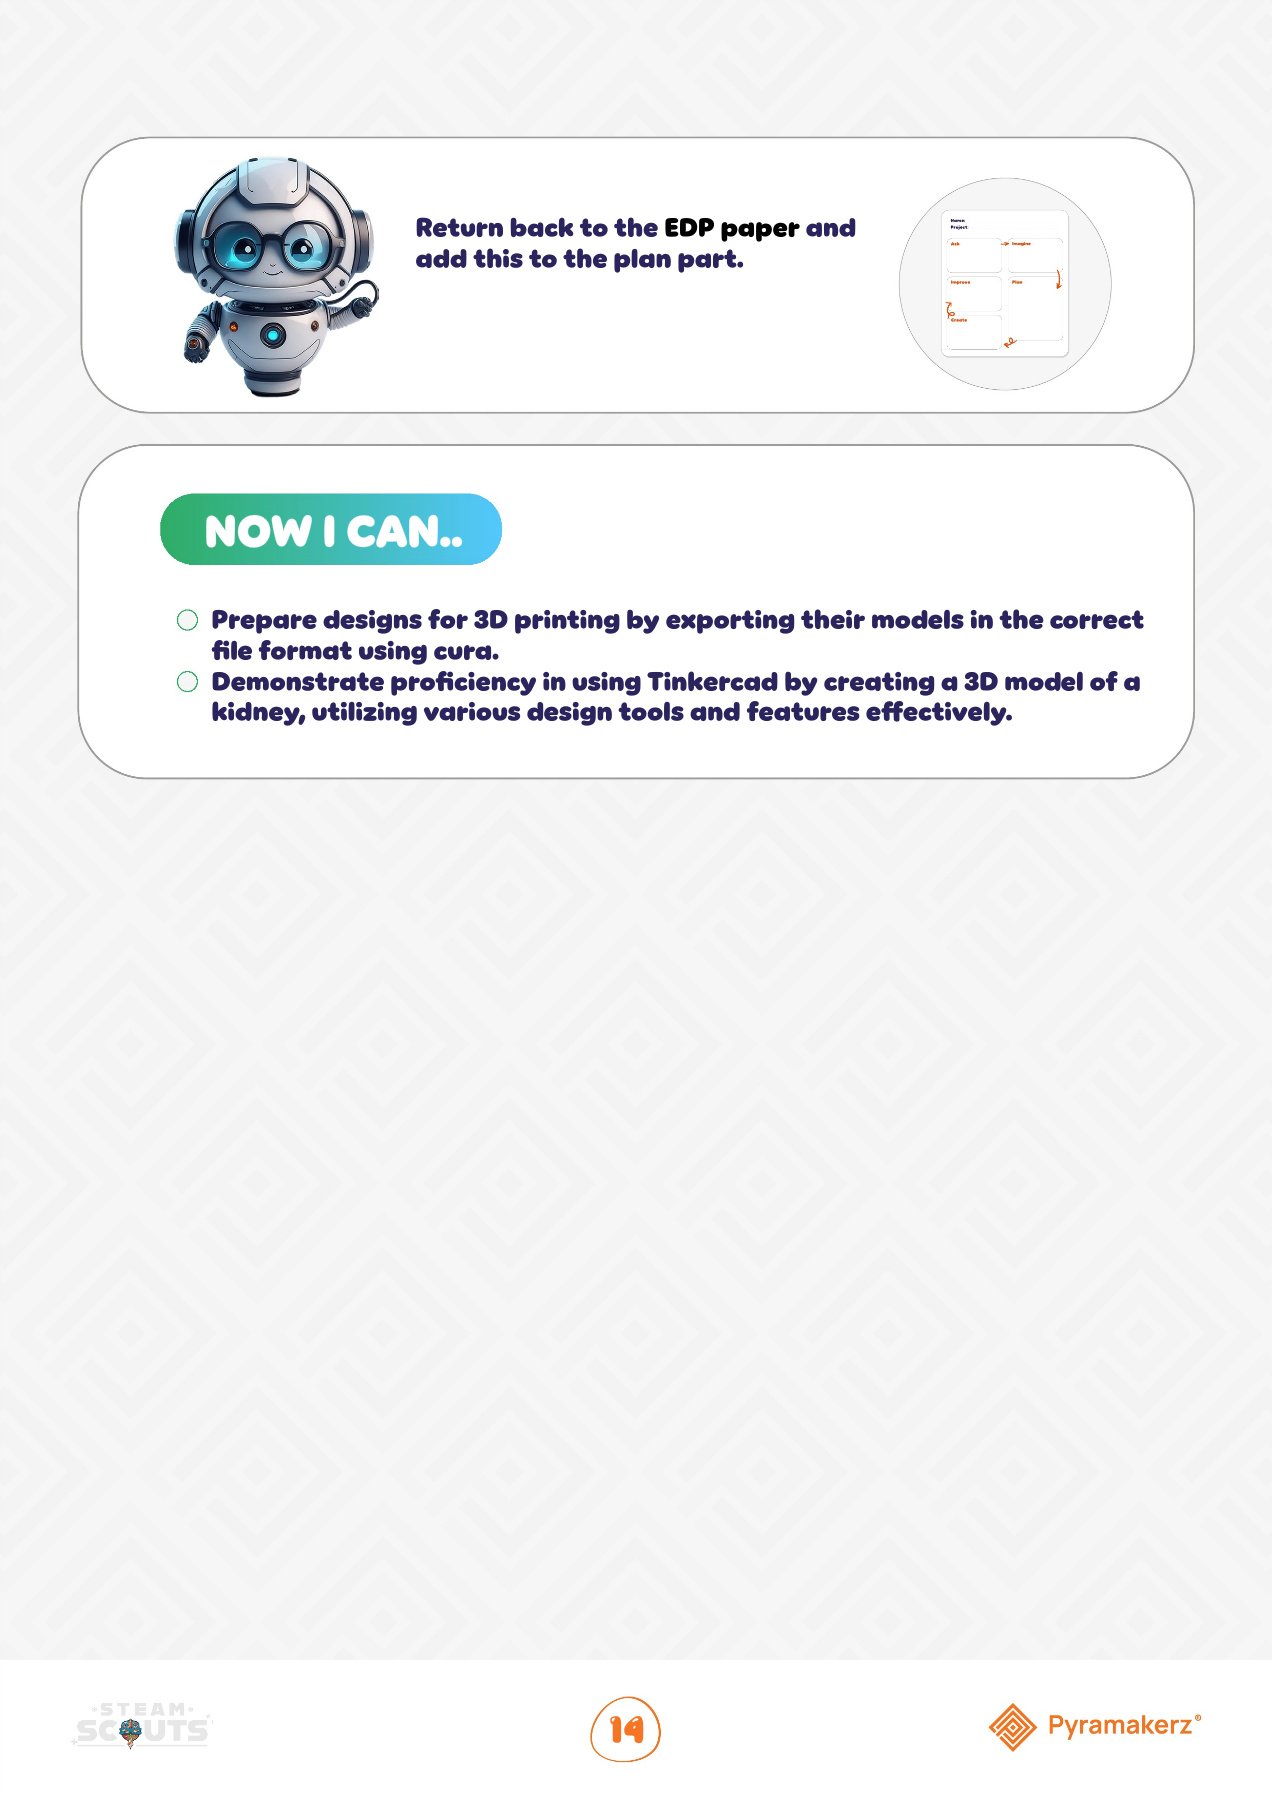 Return back to the EDP paper and
add this to the plan part.
Name:
Project:
Ask
Imagine
Improve
Plan
Create
NOW I CAN..
Prepare designs for 3D printing by exporting their models in the correct
file format using cura.
Demonstrate proficiency in using Tinkercad by creating a 3D model of a
kidney, utilizing various design tools and features effectively.
STEAM
SCOUTS
14
Pyramakerz®